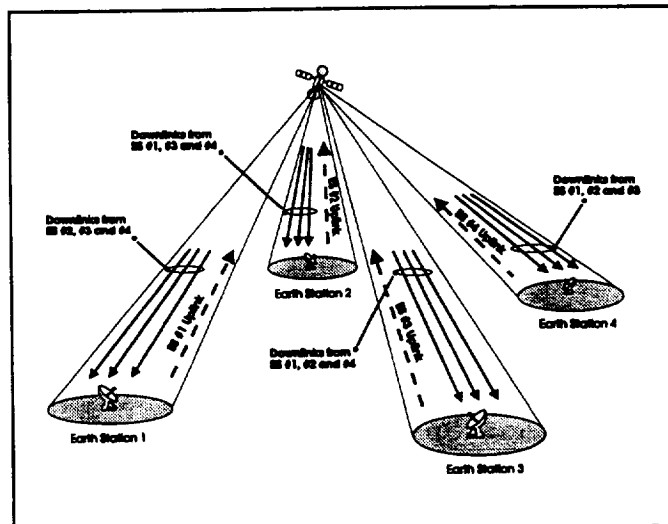 Downlinks from
ES #1, #3 and #4
Downlinks from
ES #2, #3 and #4
Downlinks from
ES #1, #2 and #3
ES #2 Uplink
ES #4 Uplink
ES #1 Uplink
ES #3 Uplink
Earth Station 2
Earth Station 4
Downlinks from
ES #1, #2 and #4
Earth Station 1
Earth Station 3